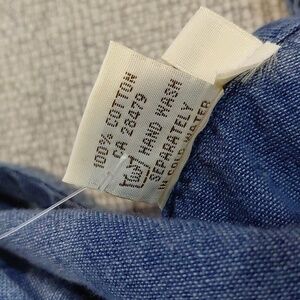 100% COTTON
CA 28479
HAND WASH
SEPARATELY
IN COLD WATER